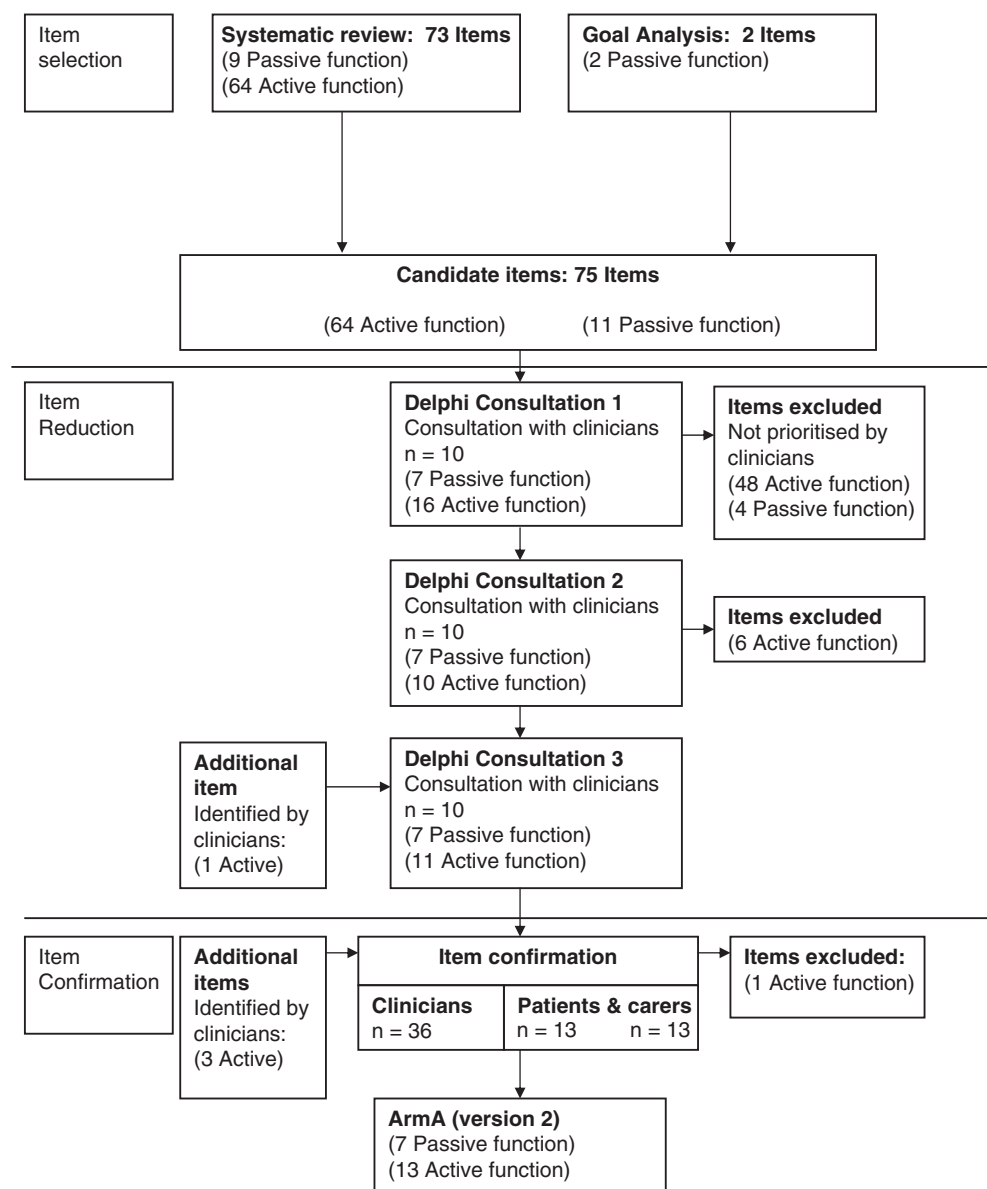 Item
selection
Systematic review: 73 Items
(9 Passive function)
(64 Active function)
Goal Analysis: 2 Items
(2 Passive function)
Candidate items: 75 Items
(64 Active function) (11 Passive function)
Item
Reduction
Delphi Consultation 1
Consultation with clinicians
n = 10
(7 Passive function)
(16 Active function)
Items excluded
Not prioritised by
clinicians
(48 Active function)
(4 Passive function)
Delphi Consultation 2
Consultation with clinicians
n = 10
(7 Passive function)
(10 Active function)
Items excluded
(6 Active function)
Additional
item
Identified by
clinicians:
(1 Active)
Delphi Consultation 3
Consultation with clinicians
n = 10
(7 Passive function)
(11 Active function)
Item
Confirmation
Additional
items
Identified by
clinicians:
(3 Active)
Item confirmation
Clinicians
n = 36
Patients & carers
n = 13 n = 13
Items excluded:
(1 Active function)
ArmA (version 2)
(7 Passive function)
(13 Active function)